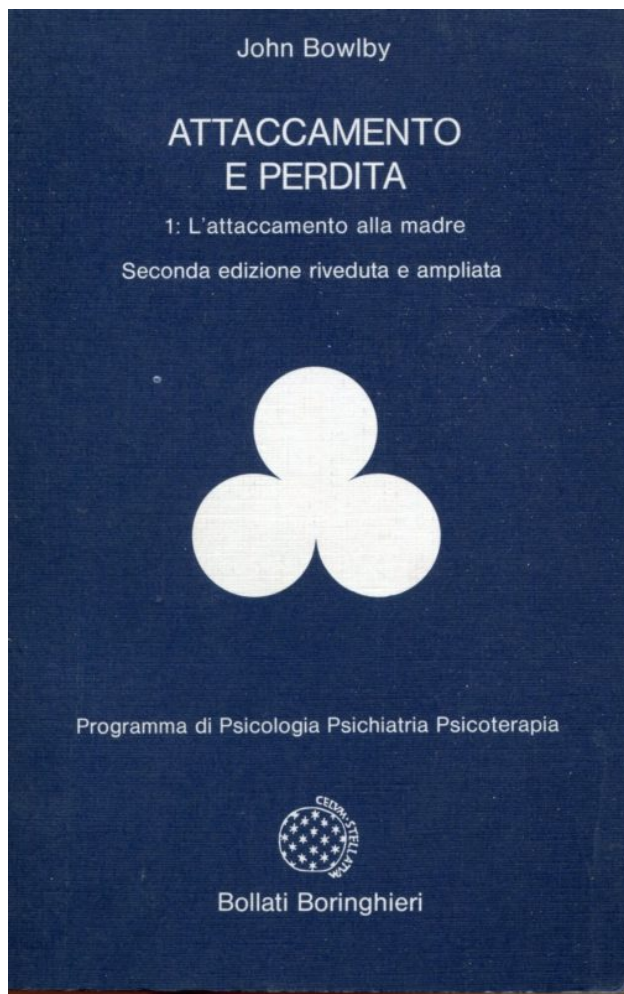 John Bowlby
ATTACCAMENTO
E PERDITA
1: L'attaccamento alla madre
Seconda edizione riveduta e ampliata
Programma di Psicologia Psichiatria Psicoterapia
CELVM·STELLATVM
Bollati Boringhieri